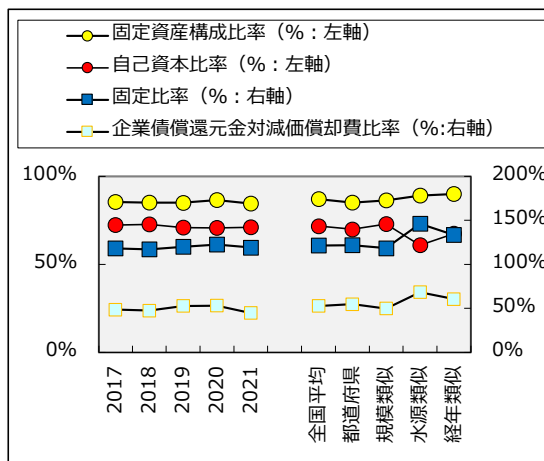 固定資産構成比率（%：左軸）
自己資本比率（%：左軸）
固定比率（%：右軸）
企業債償還元金対減価償却費比率（%:右軸）
100%
50%
0%
200%
150%
100%
50%
0%
2017
2018
2019
2020
2021
全国平均
都道府県
規模類似
水源類似
経年類似